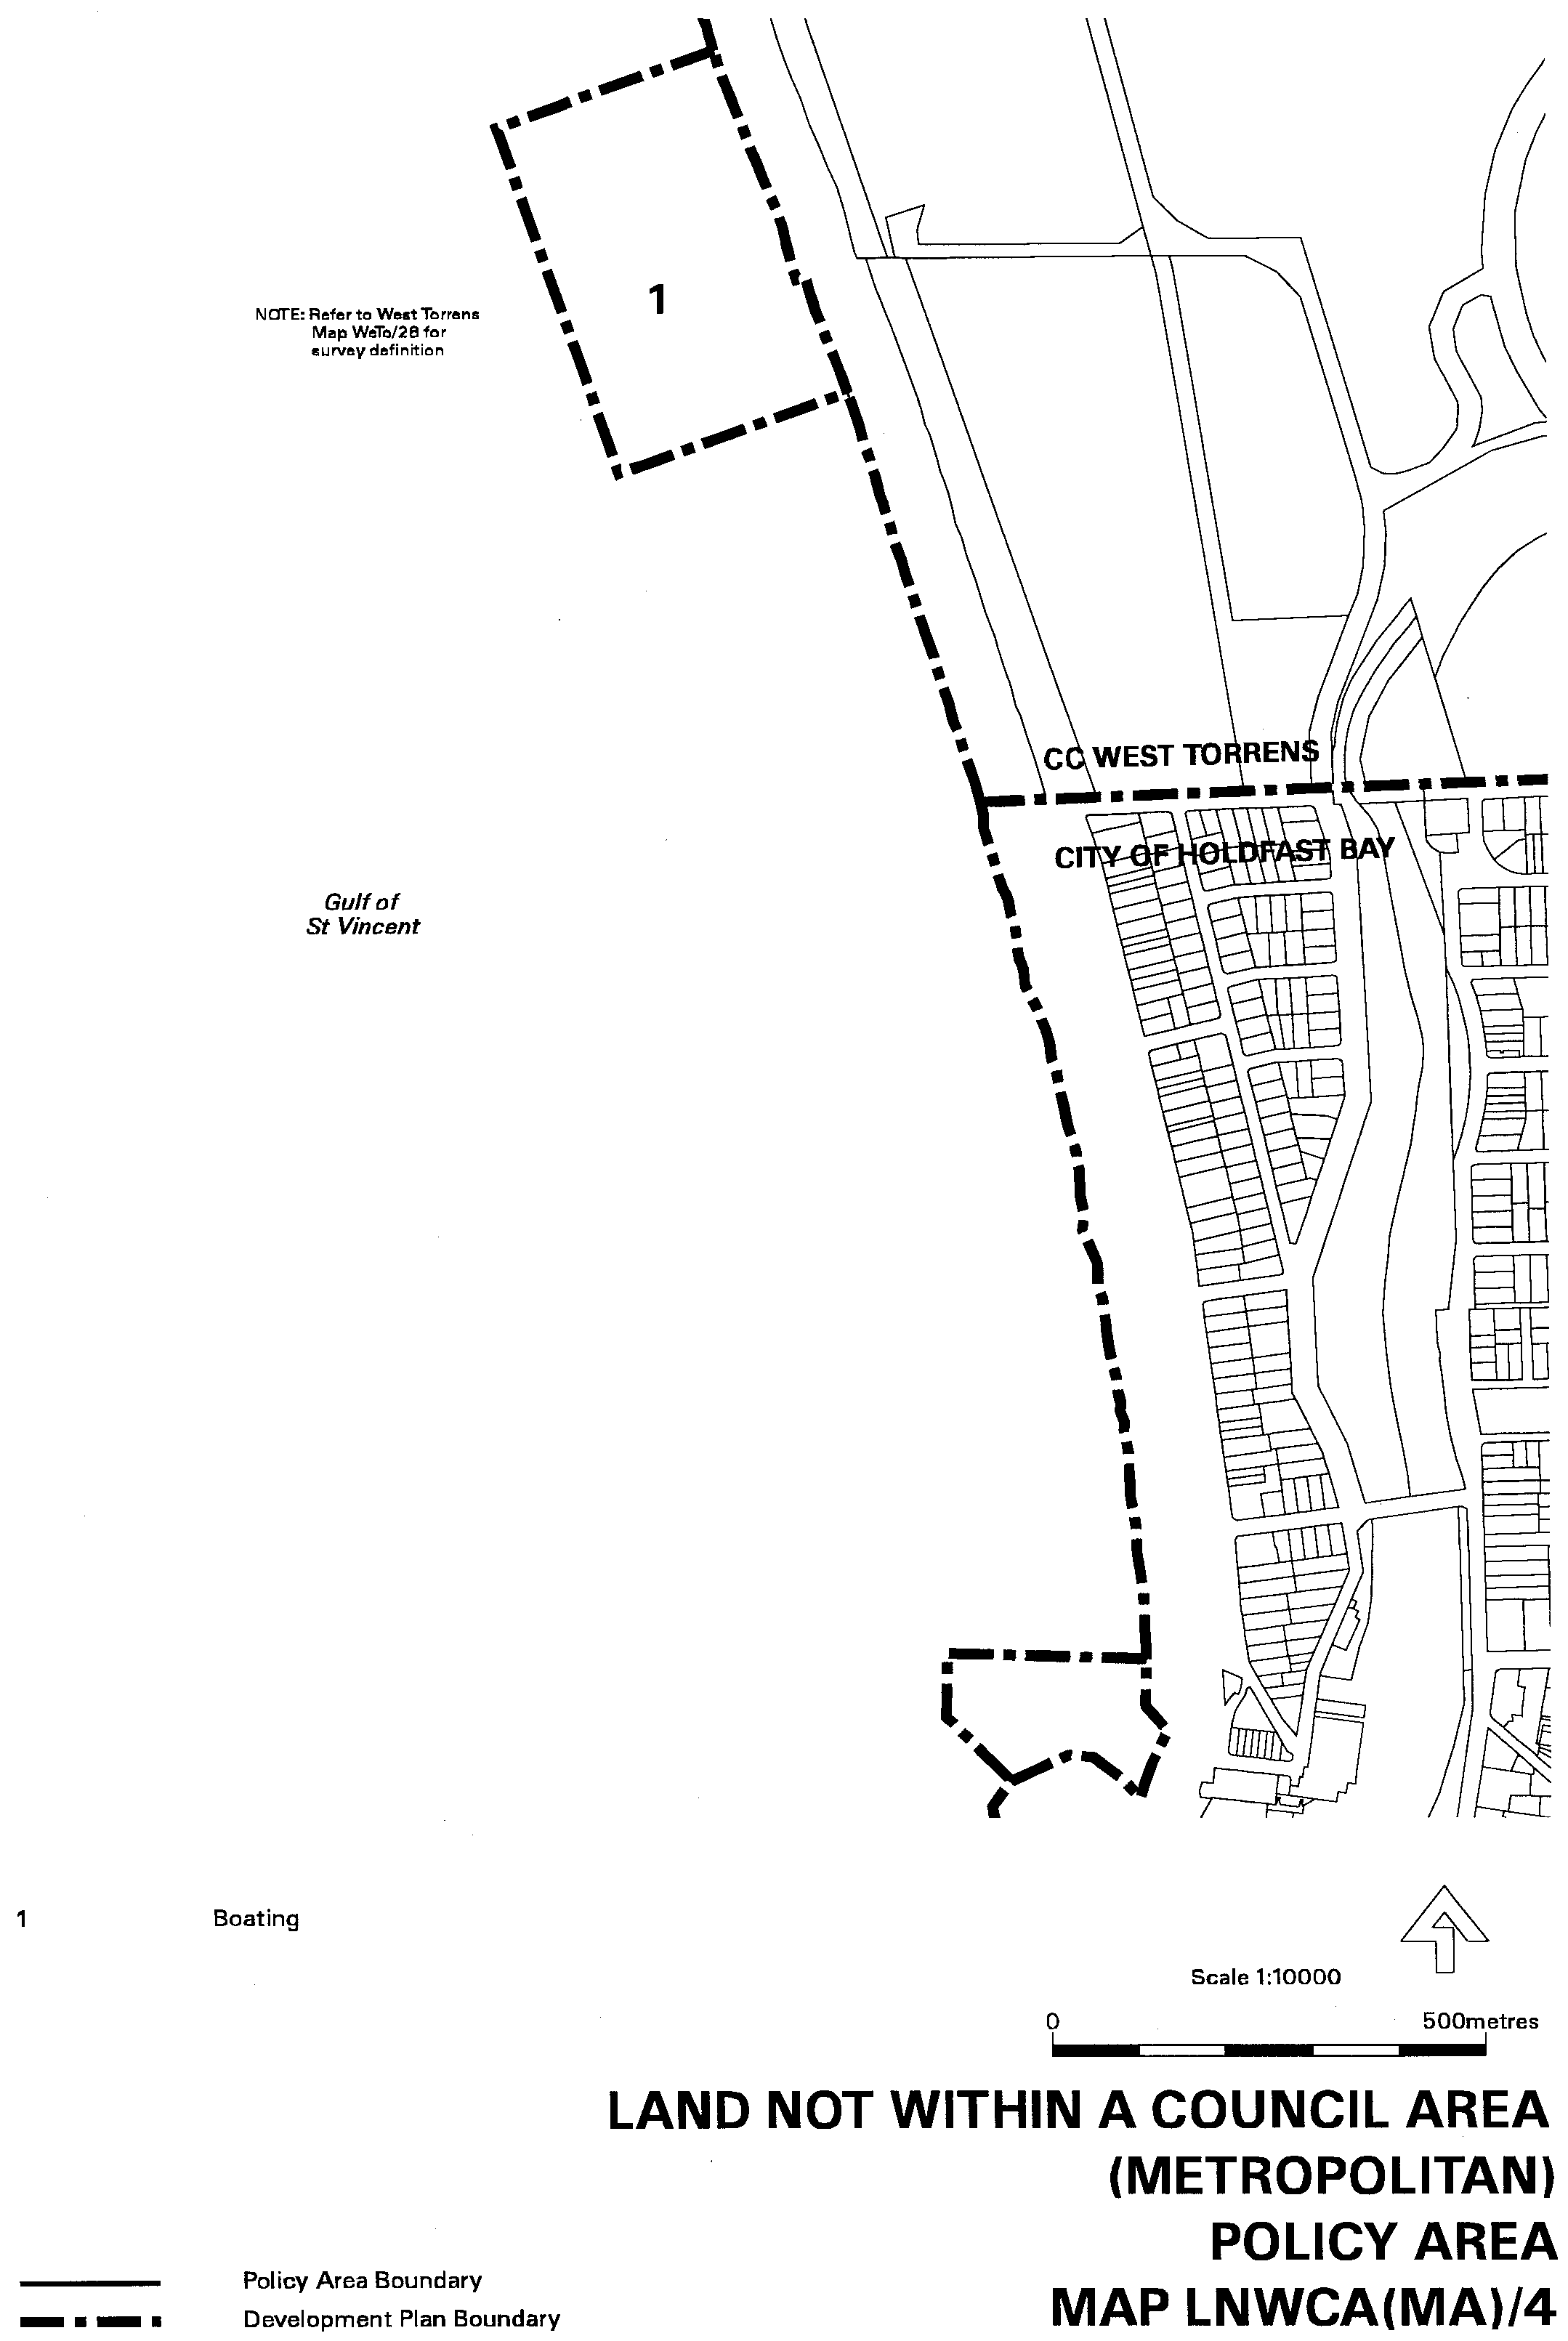 1
NOTE: Refer to West Torrens
Map WeTo/28 for
survey definition
CC WEST TORRENS
CITY OF HOLDFAST BAY
Gulf of
St Vincent
1 Boating
Scale 1:10000
0 500metres
LAND NOT WITHIN A COUNCIL AREA
(METROPOLITAN)
POLICY AREA
MAP LNWCA(MA)/4
Policy Area Boundary
Development Plan Boundary